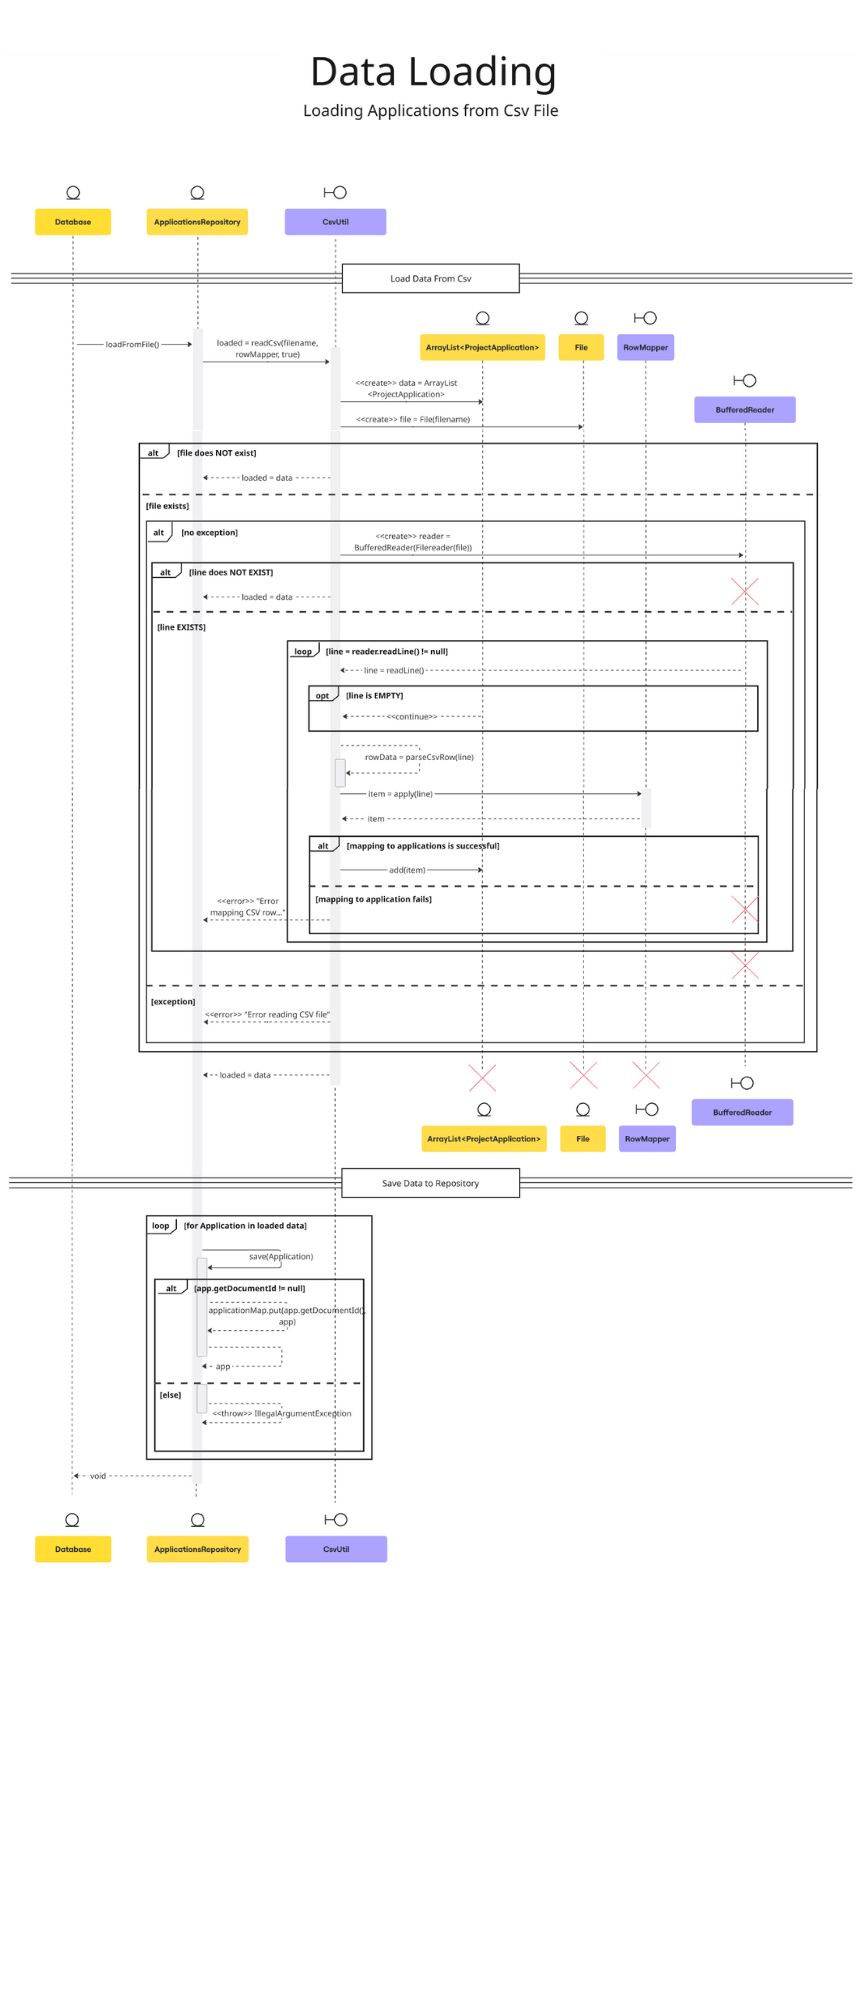 Data Loading
Loading Applications from Csv File
Database
ApplicationsRepository
CsvUtil
Load Data From Csv
ArrayList<ProjectApplication>
File
RowMapper
loadFromFile()
loaded = readCsv(filename,
rowMapper, true)
BufferedReader
<<create>> data = ArrayList
<ProjectApplication>
<<create>> file = File(filename)
alt
[file does NOT exist]
loaded = data
[file exists]
alt
[no exception]
<<create>> reader =
BufferedReader(Filereader(file))
alt
[line does NOT EXIST]
loaded = data
[line EXISTS]
loop
[line = reader.readLine() != null]
line = readLine()
opt
[line is EMPTY]
<<continue>>
rowData = parseCsvRow(line)
item = apply(line)
item
alt
[mapping to applications is successful]
add(item)
[mapping to application fails]
<<error>> "Error
mapping CSV row..."
[exception]
<<error>> "Error reading CSV file"
loaded = data
BufferedReader
ArrayList<ProjectApplication>
File
RowMapper
Save Data to Repository
loop
[for Application in loaded data]
save(Application)
alt
[app.getDocumentId != null]
applicationMap.put(app.getDocumentId(),
app)
app
[else]
<<throw>> IllegalArgumentException
void
Database
ApplicationsRepository
CsvUtil